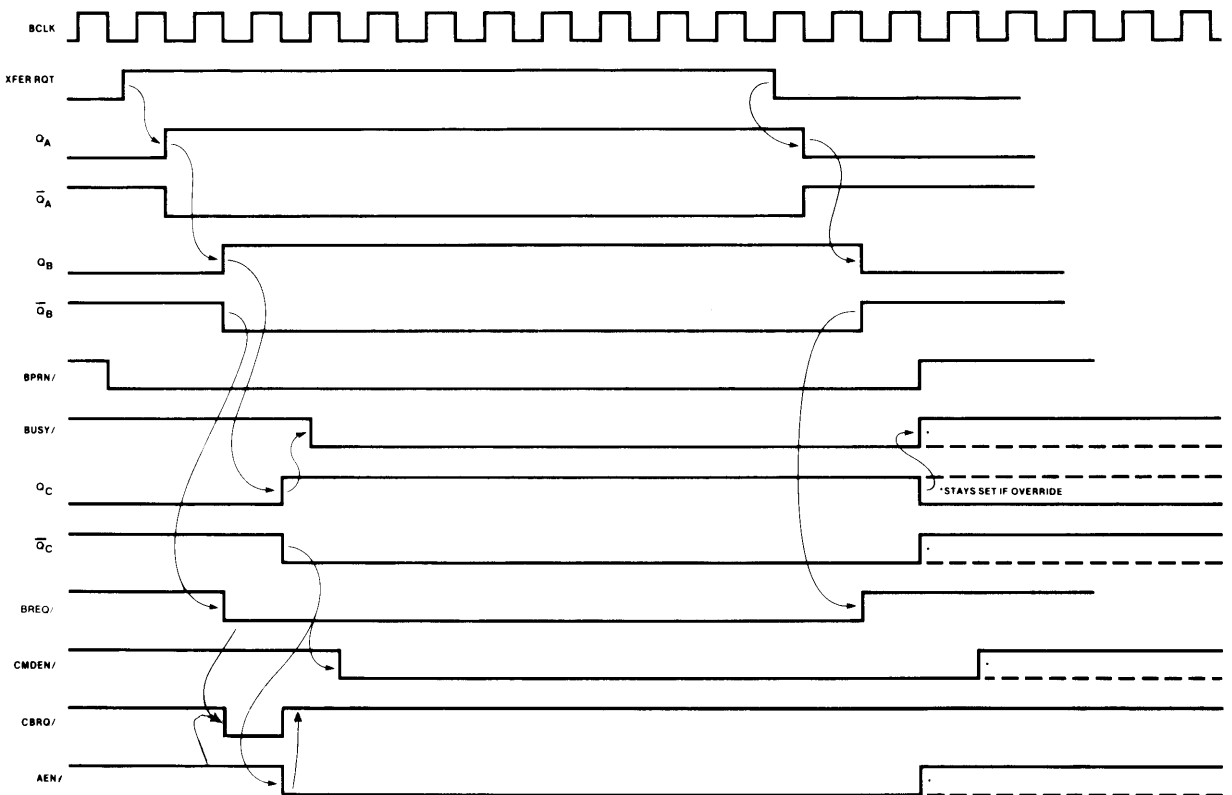 BCLK
XFER RQT
QA
Q̅A
QB
Q̅B
BPRN/
BUSY/
QC
*STAYS SET IF OVERRIDE
Q̅C
BREQ/
CMDEN/
CBRQ/
AEN/